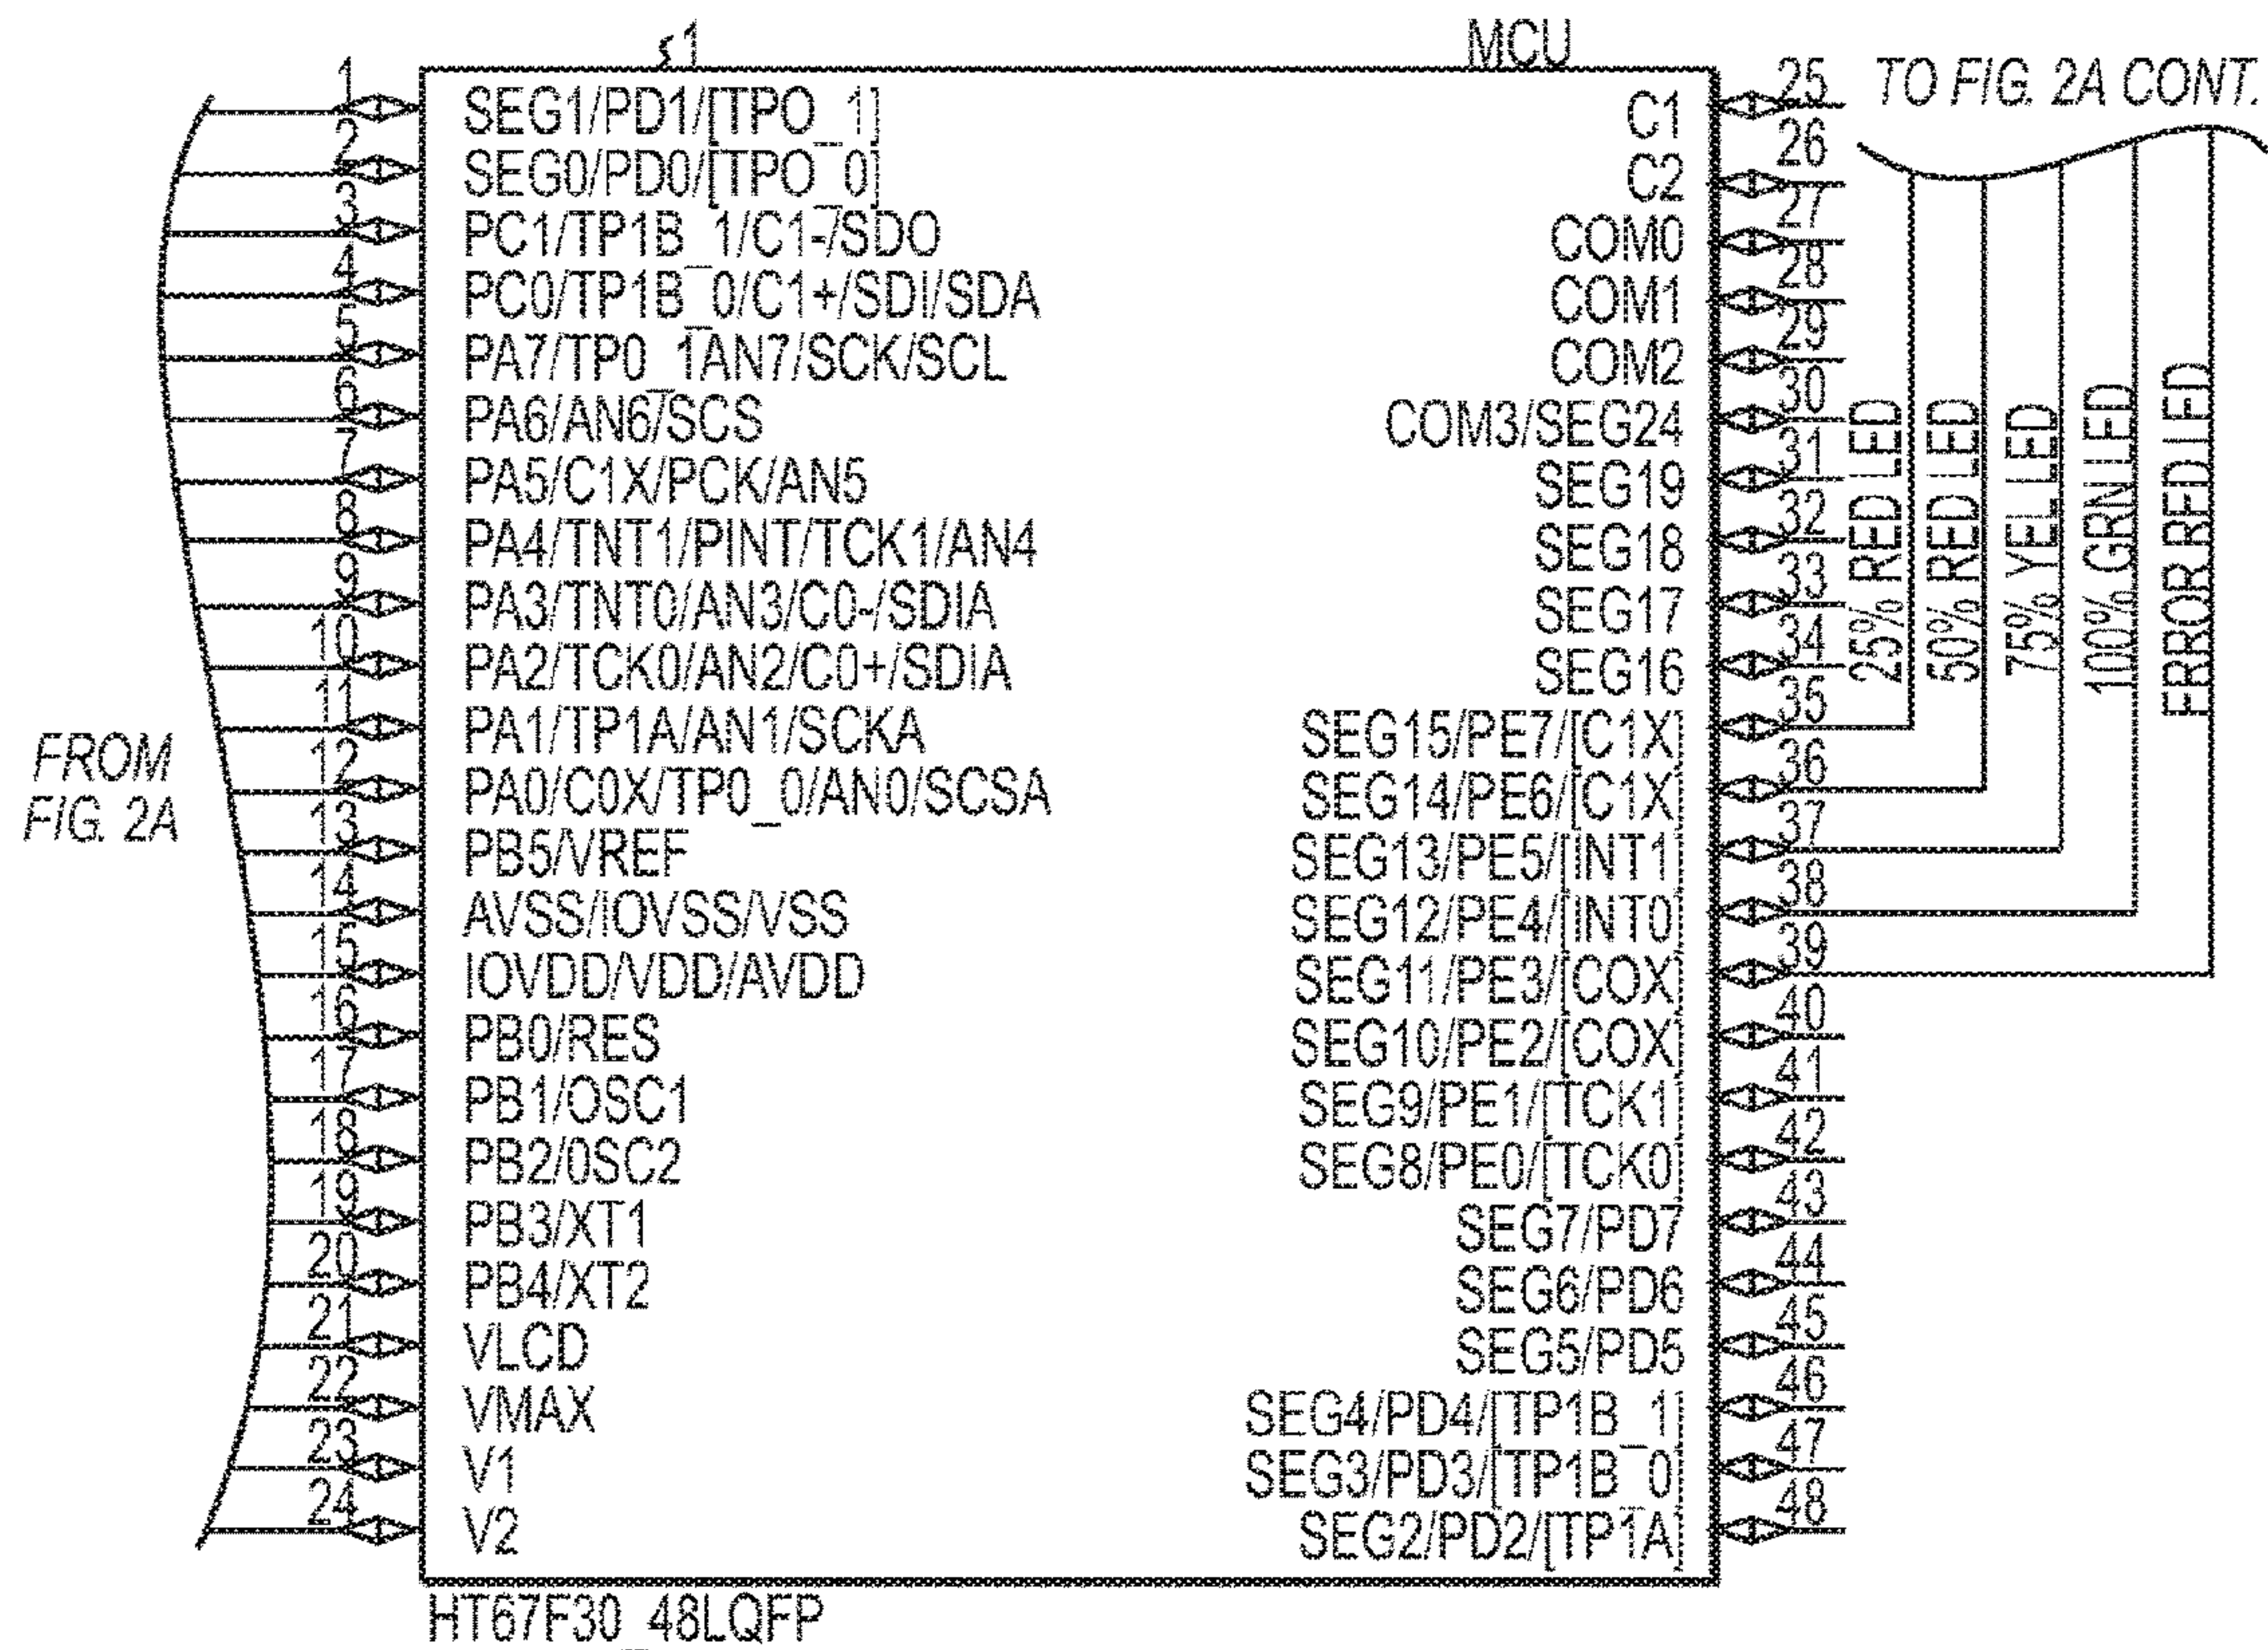 1
MCU
TO FIG. 2A CONT.
FROM
FIG. 2A
1 SEG1/PD1/[TPO_1]
2 SEG0/PD0/[TPO_0]
3 PC1/TP1B_1/C1-/SDO
4 PC0/TP1B_0/C1+/SDI/SDA
5 PA7/TP0_1AN7/SCK/SCL
6 PA6/AN6/SCS
7 PA5/C1X/PCK/AN5
8 PA4/TNT1/PINT/TCK1/AN4
9 PA3/TNT0/AN3/C0-/SDIA
10 PA2/TCK0/AN2/C0+/SDIA
11 PA1/TP1A/AN1/SCKA
12 PA0/C0X/TP0_0/AN0/SCSA
13 PB5/VREF
14 AVSS/IOVSS/VSS
15 IOVDD/VDD/AVDD
16 PB0/RES
17 PB1/OSC1
18 PB2/0SC2
19 PB3/XT1
20 PB4/XT2
21 VLCD
22 VMAX
23 V1
24 V2
C1 25
C2 26
COM0 27
COM1 28
COM2 29
COM3/SEG24 30
SEG19 31
SEG18 32
SEG17 33
SEG16 34
SEG15/PE7/[C1X] 35
SEG14/PE6/[C1X] 36
SEG13/PE5/[INT1] 37
SEG12/PE4/[INT0] 38
SEG11/PE3/[COX] 39
SEG10/PE2/[COX] 40
SEG9/PE1/[TCK1] 41
SEG8/PE0/[TCK0] 42
SEG7/PD7 43
SEG6/PD6 44
SEG5/PD5 45
SEG4/PD4/[TP1B_1] 46
SEG3/PD3/[TP1B_0] 47
SEG2/PD2/[TP1A] 48
25% RED LED
50% RED LED
75% YEL LED
100% GRN LED
ERROR RED LED
HT67F30_48LQFP